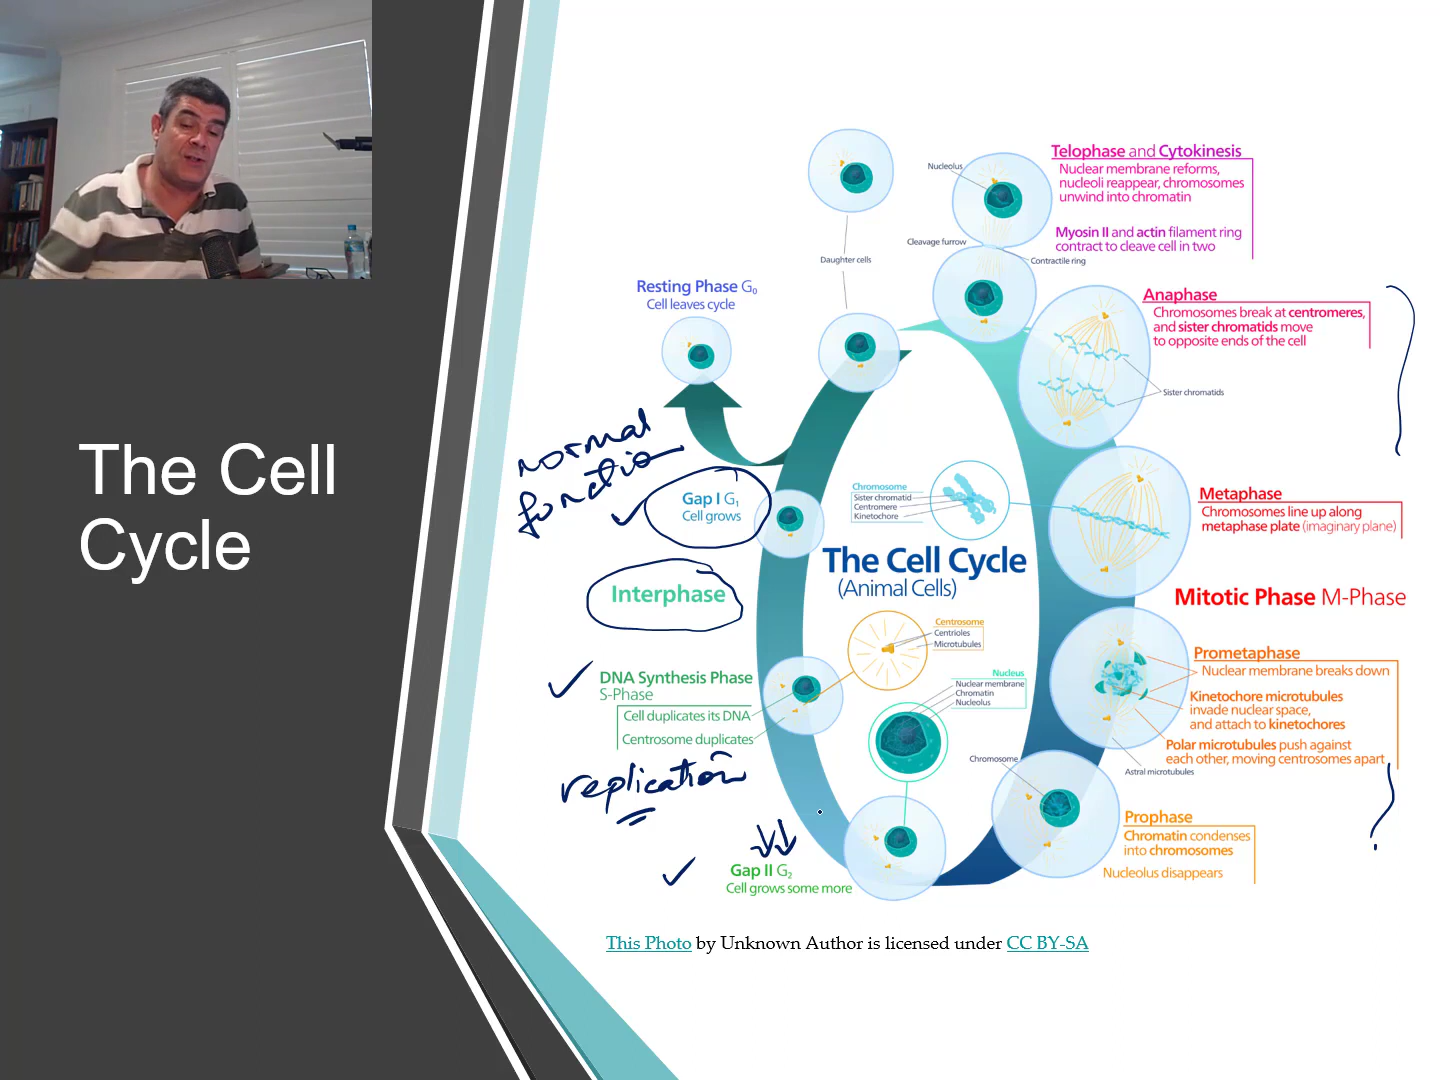 The Cell
Cycle
Nucleolus
Telophase and Cytokinesis
Nuclear membrane reforms,
nucleoli reappear, chromosomes
unwind into chromatin
Myosin II and actin filament ring
contract to cleave cell in two
Cleavage furrow
Contractile ring
Daughter cells
Resting Phase G₀
Cell leaves cycle
Anaphase
Chromosomes break at centromeres,
and sister chromatids move
to opposite ends of the cell
Sister chromatids
normal
function
Gap I G₁
Cell grows
Chromosome
Sister chromatid
Centromere
Kinetochore
Metaphase
Chromosomes line up along
metaphase plate (imaginary plane)
The Cell Cycle
(Animal Cells)
Interphase
Mitotic Phase M-Phase
Centrosome
Centrioles
Microtubules
Prometaphase
Nuclear membrane breaks down
Kinetochore microtubules
invade nuclear space,
and attach to kinetochores
Polar microtubules push against
each other, moving centrosomes apart
Astral microtubules
DNA Synthesis Phase
S-Phase
Cell duplicates its DNA
Centrosome duplicates
Nucleus
Nuclear membrane
Chromatin
Nucleolus
replication
Chromosome
Prophase
Chromatin condenses
into chromosomes
Nucleolus disappears
Gap II G₂
Cell grows some more
This Photo by Unknown Author is licensed under CC BY-SA